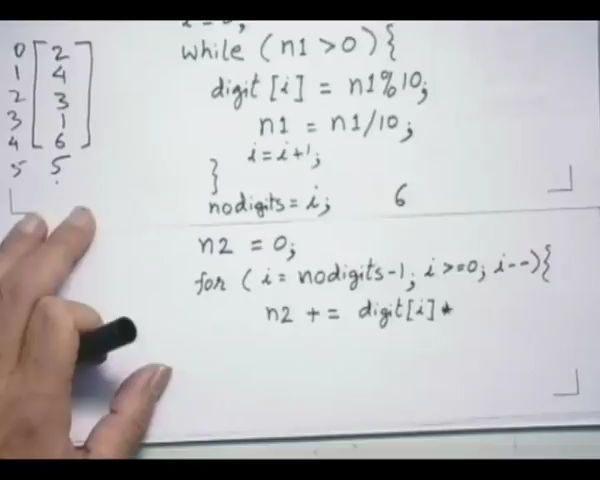 i = 0;
while (n1 > 0) {
digit [i] = n1%10;
n1 = n1/10;
i = i+1;
}
nodigits = i; 6
n2 = 0;
for ( i = nodigits-1; i >= 0; i--){
n2 += digit[i] *
0 2
1 4
2 3
3 1
4 6
5 5